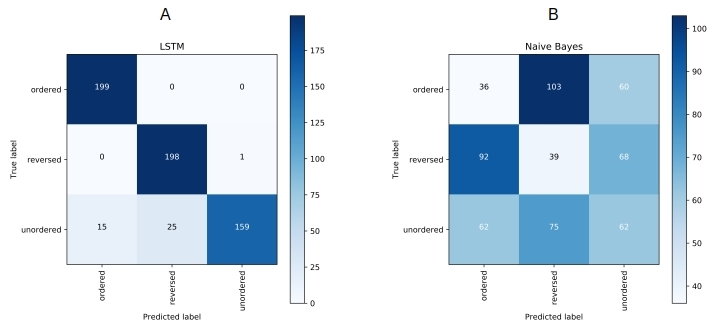 A
LSTM
ordered
reversed
unordered
True label
199 0 0
0 198 1
15 25 159
ordered
reversed
unordered
Predicted label
175
150
125
100
75
50
25
0
B
Naive Bayes
ordered
reversed
unordered
True label
36 103 60
92 39 68
62 75 62
ordered
reversed
unordered
Predicted label
100
90
80
70
60
50
40